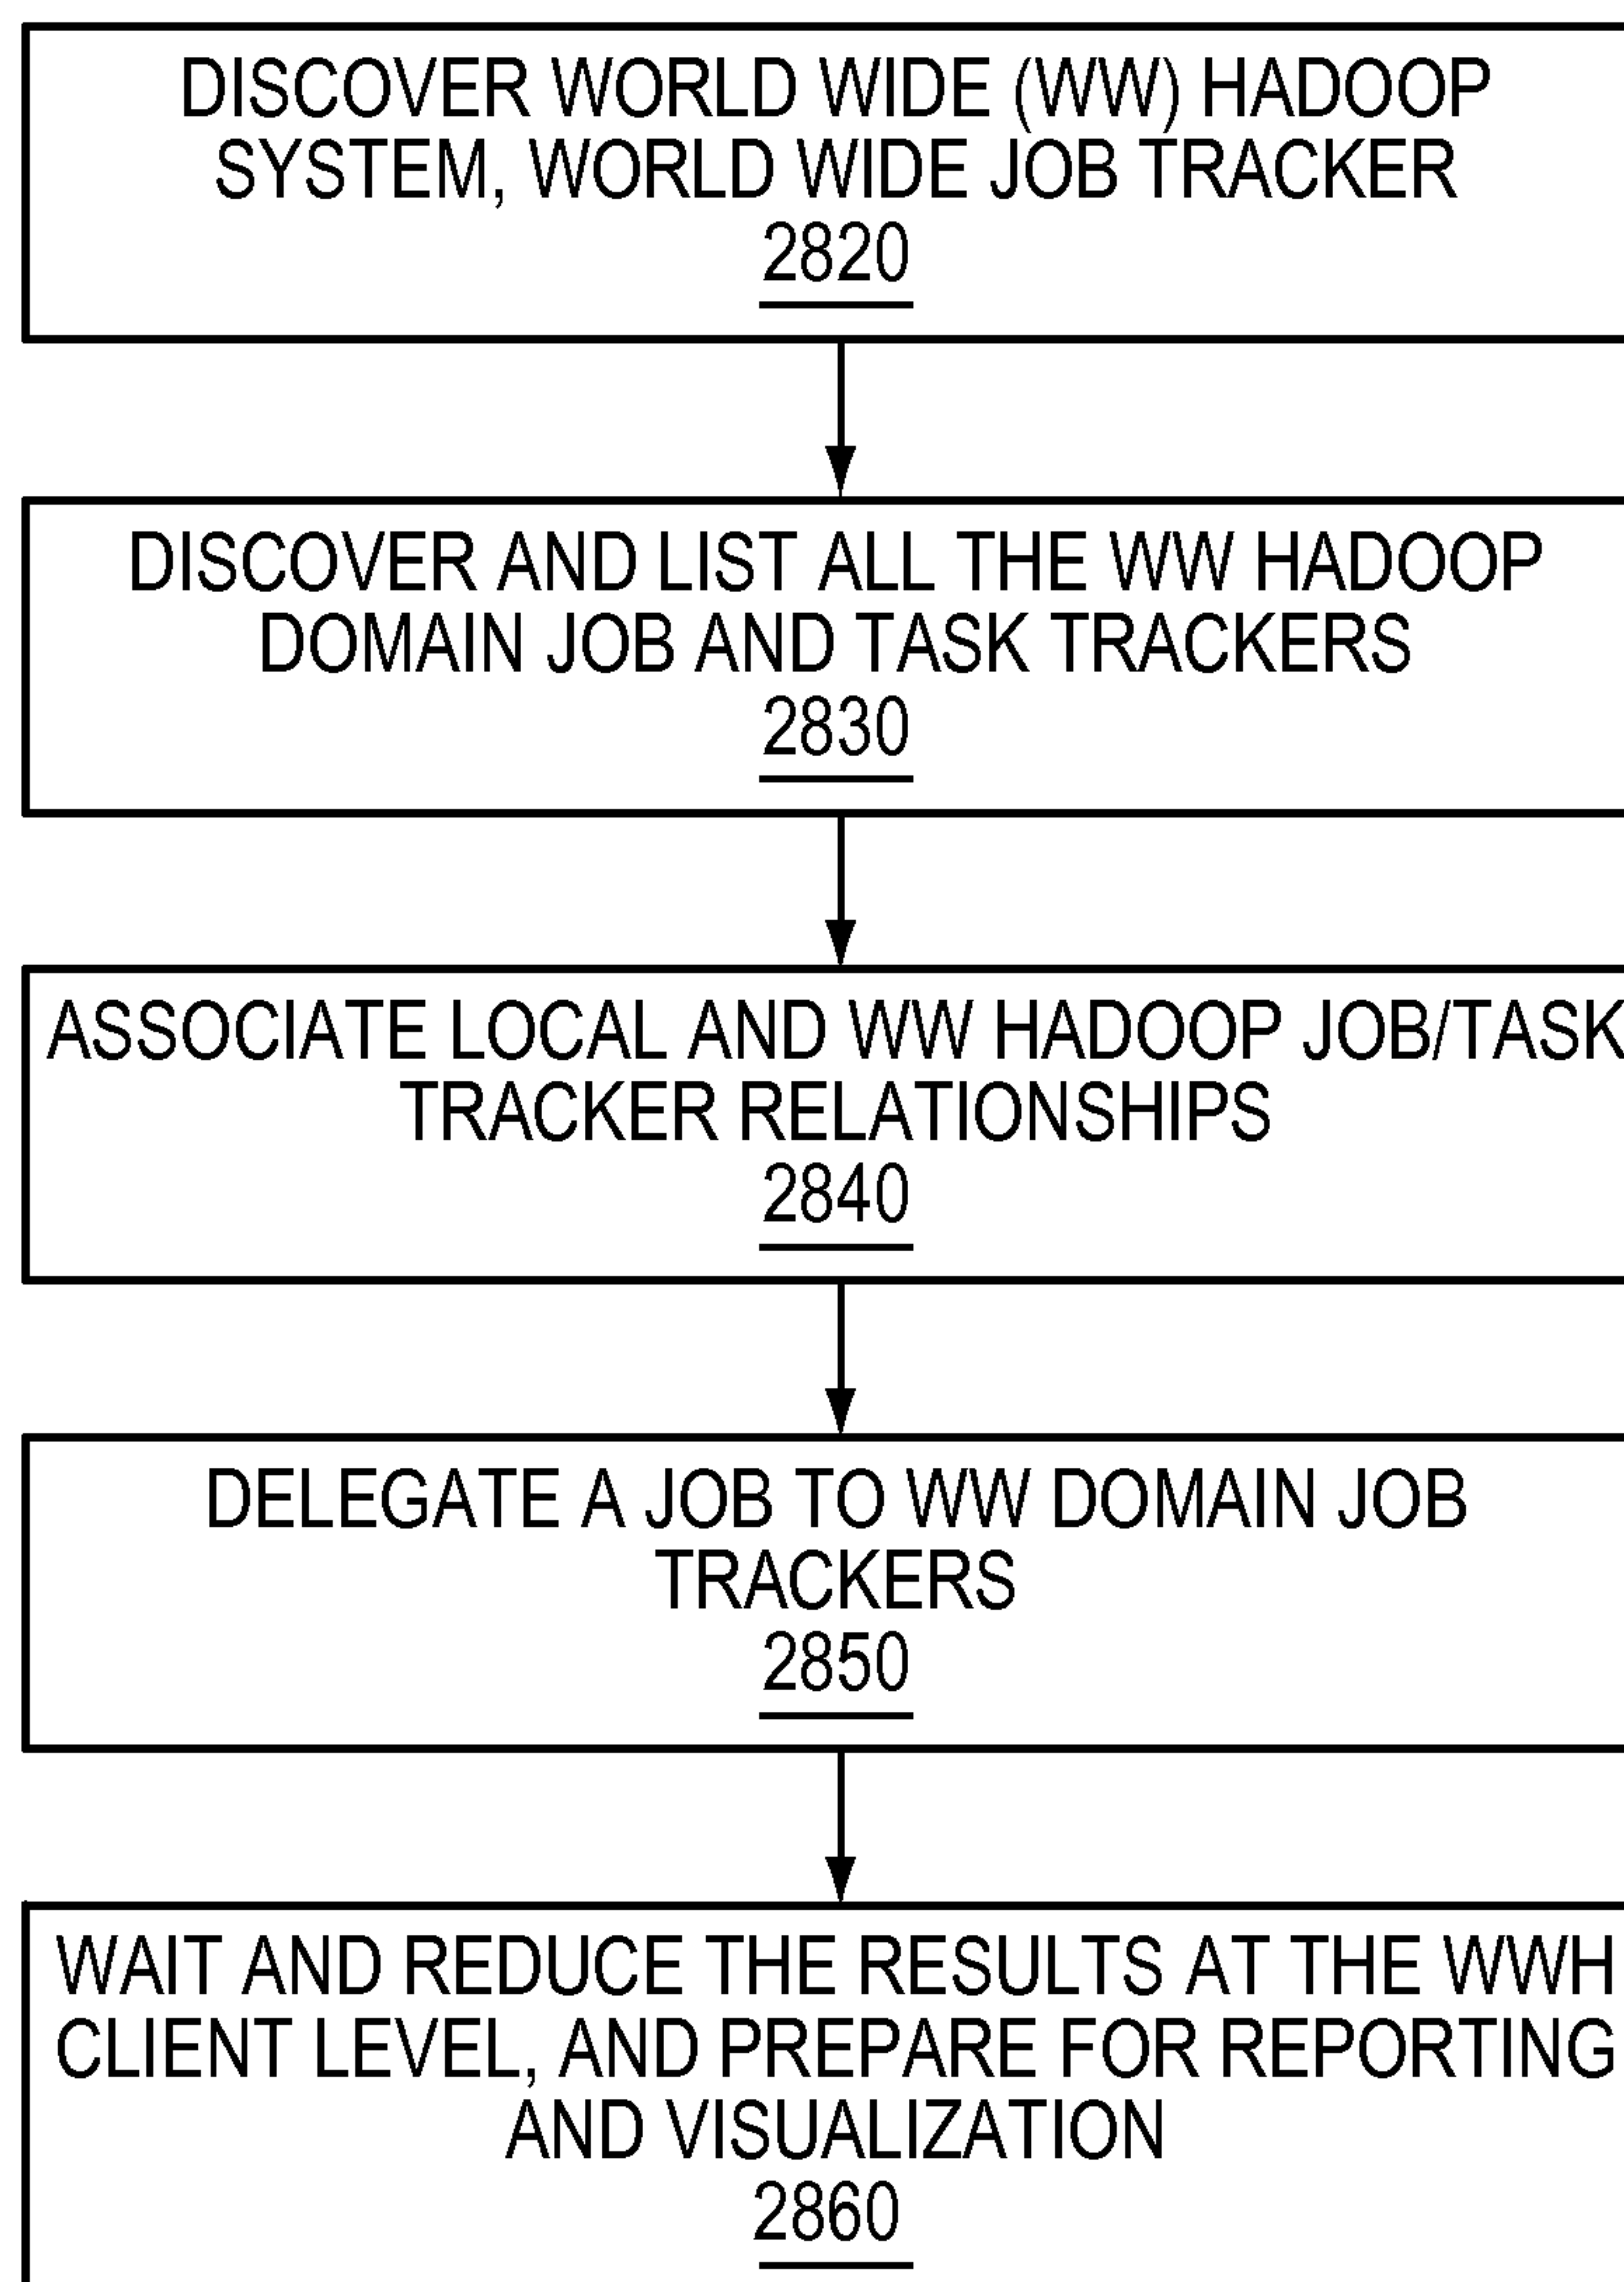 DISCOVER WORLD WIDE (WW) HADOOP
SYSTEM, WORLD WIDE JOB TRACKER
2820
DISCOVER AND LIST ALL THE WW HADOOP
DOMAIN JOB AND TASK TRACKERS
2830
ASSOCIATE LOCAL AND WW HADOOP JOB/TASK
TRACKER RELATIONSHIPS
2840
DELEGATE A JOB TO WW DOMAIN JOB
TRACKERS
2850
WAIT AND REDUCE THE RESULTS AT THE WWH
CLIENT LEVEL, AND PREPARE FOR REPORTING
AND VISUALIZATION
2860